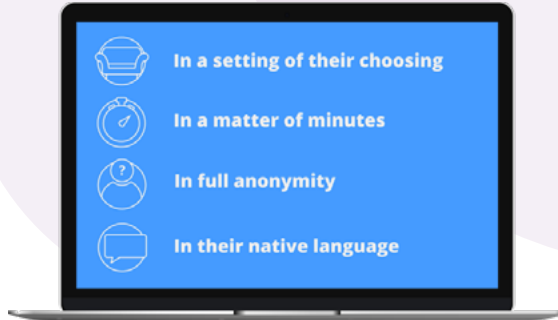 In a setting of their choosing
In a matter of minutes
?
In full anonymity
In their native language